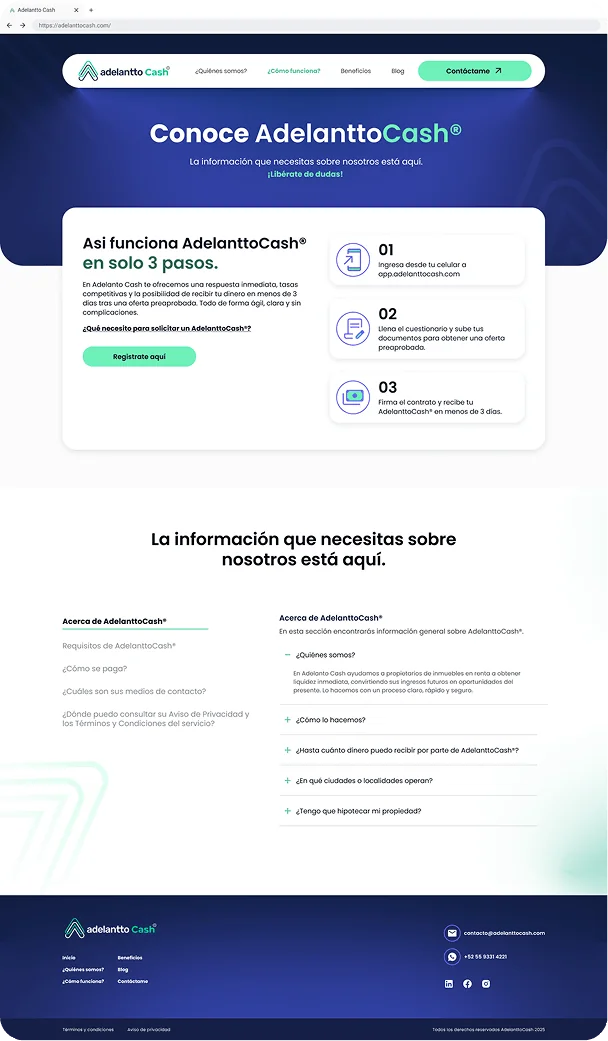 Adelantto Cash
https://adelanttocash.com/
adelantto Cash®
¿Quiénes somos?
¿Cómo funciona?
Beneficios
Blog
Contáctame
Conoce AdelanttoCash®
La información que necesitas sobre nosotros está aquí.
¡Libérate de dudas!
Asi funciona AdelanttoCash®
en solo 3 pasos.
En Adelanto Cash te ofrecemos una respuesta inmediata, tasas
competitivas y la posibilidad de recibir tu dinero en menos de 3
días tras una oferta preaprobada. Todo de forma ágil, clara y sin
complicaciones.
¿Qué necesito para solicitar un AdelanttoCash®?
Registrate aquí
01
Ingresa desde tu celular a
app.adelanttocash.com
02
Llena el cuestionario y sube tus
documentos para obtener una oferta
preaprobada.
03
Firma el contrato y recibe tu
AdelanttoCash® en menos de 3 días.
La información que necesitas sobre
nosotros está aquí.
Acerca de AdelanttoCash®
Requisitos de AdelanttoCash®
¿Cómo se paga?
¿Cuáles son sus medios de contacto?
¿Dónde puedo consultar su Aviso de Privacidad y
los Términos y Condiciones del servicio?
Acerca de AdelanttoCash®
En esta sección encontrarás información general sobre AdelanttoCash®.
¿Quiénes somos?
En Adelanto Cash ayudamos a propietarios de inmuebles en renta a obtener
liquidez inmediata, convirtiendo sus ingresos futuros en oportunidades del
presente. Lo hacemos con un proceso claro, rápido y seguro.
¿Cómo lo hacemos?
¿Hasta cuánto dinero puedo recibir por parte de AdelanttoCash®?
¿En qué ciudades o localidades operan?
¿Tengo que hipotecar mi propiedad?
adelantto Cash®
Inicio
Beneficios
¿Quiénes somos?
Blog
¿Cómo funciona?
Contáctame
contacto@adelanttocash.com
+52 55 9331 4221
Términos y condiciones
Aviso de privacidad
Todos los derechos reservados AdelanttoCash 2025